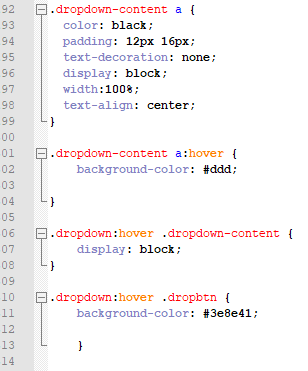 92 .dropdown-content a {
93 color: black;
94 padding: 12px 16px;
95 text-decoration: none;
96 display: block;
97 width:100%;
98 text-align: center;
99 }
00
01 .dropdown-content a:hover {
02 background-color: #ddd;
03
04 }
05
06 .dropdown:hover .dropdown-content {
07 display: block;
08 }
09
10 .dropdown:hover .dropbtn {
11 background-color: #3e8e41;
12
13 }
14